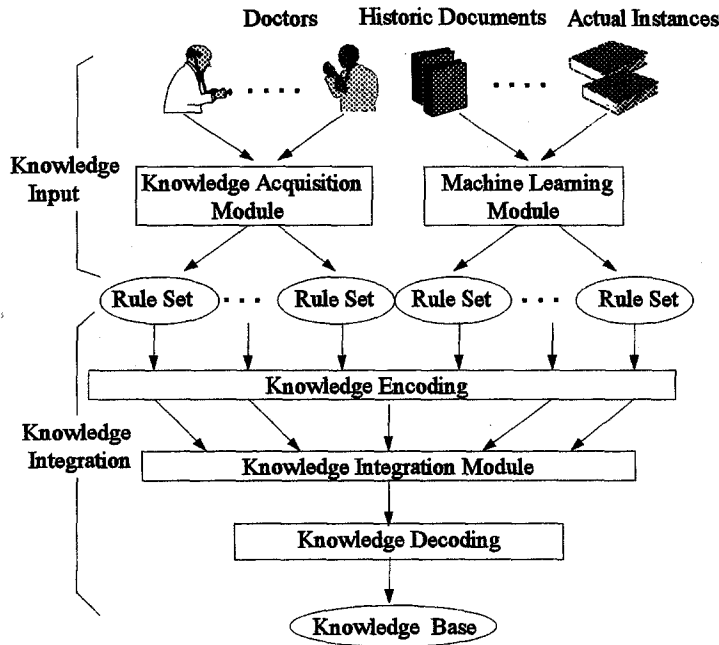 Doctors
Historic Documents
Actual Instances
Knowledge
Input
Knowledge Acquisition
Module
Machine Learning
Module
Rule Set
Rule Set
Rule Set
Rule Set
Knowledge Encoding
Knowledge
Integration
Knowledge Integration Module
Knowledge Decoding
Knowledge Base